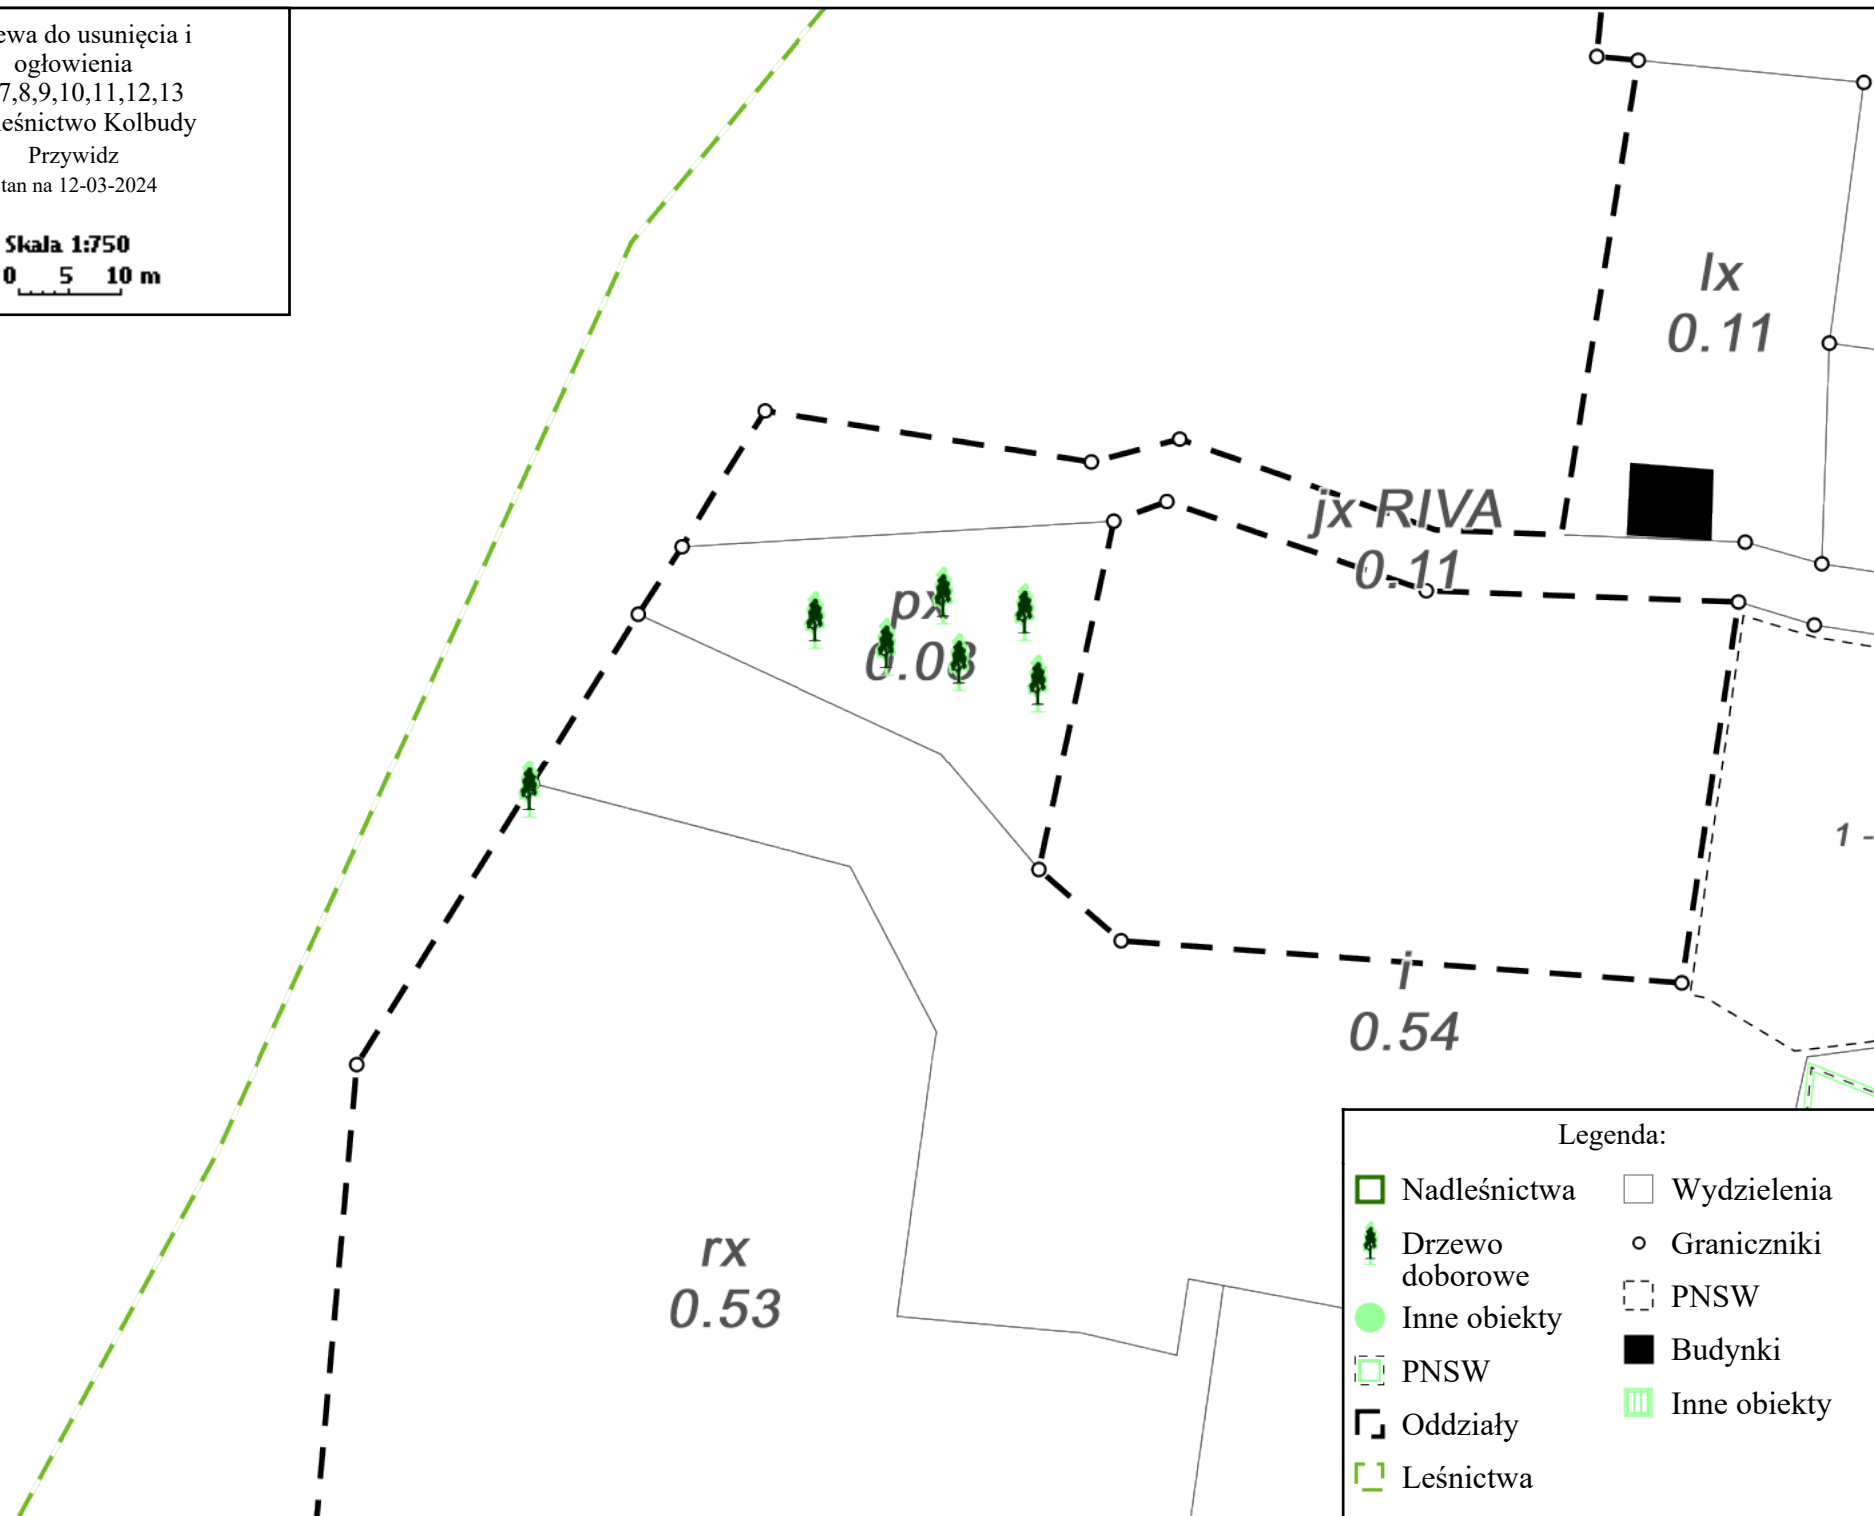 ewa do usunięcia i
ogłowienia
7,8,9,10,11,12,13
eśnictwo Kolbudy
Przywidz
tan na 12-03-2024
Skala 1:750
0 5 10 m
lx
0.11
jx RIVA
0.11
px
0.08
1 -
i
0.54
rx
0.53
Legenda:
Nadleśnictwa
Drzewo
doborowe
Inne obiekty
PNSW
Oddziały
Leśnictwa
Wydzielenia
Graniczniki
PNSW
Budynki
Inne obiekty